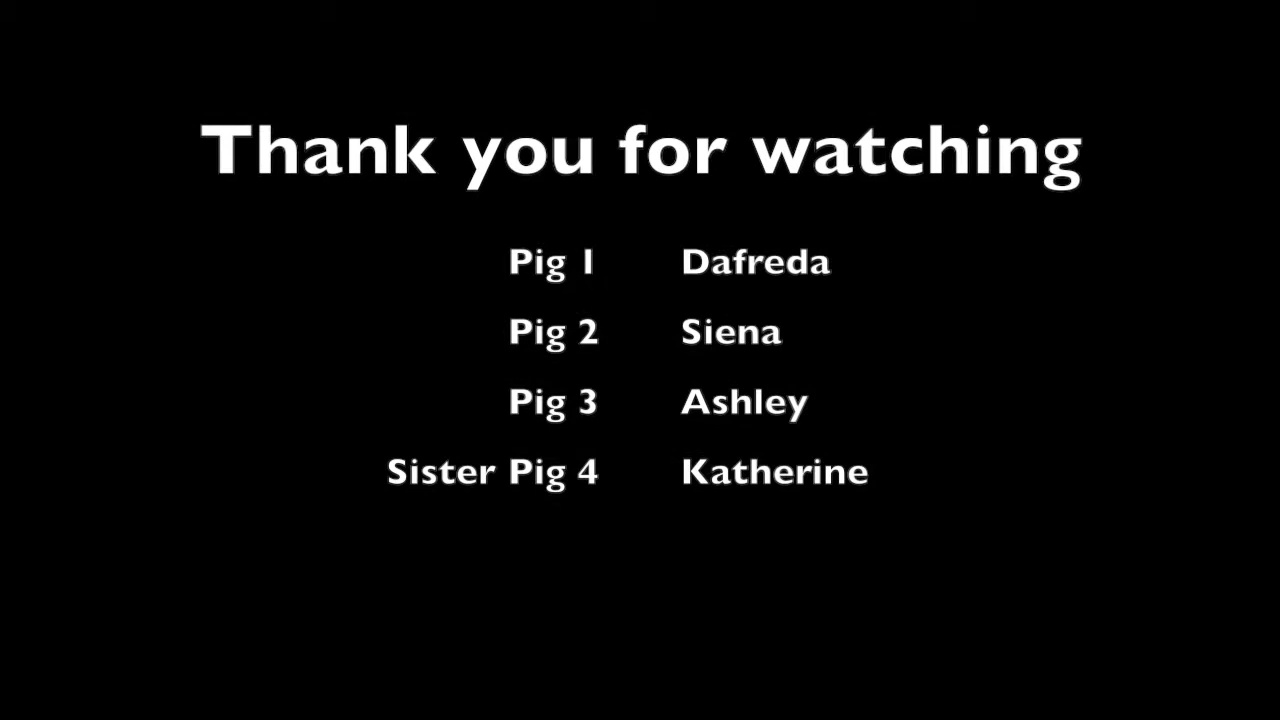 Thank you for watching
Pig 1 Dafreda
Pig 2 Siena
Pig 3 Ashley
Sister Pig 4 Katherine